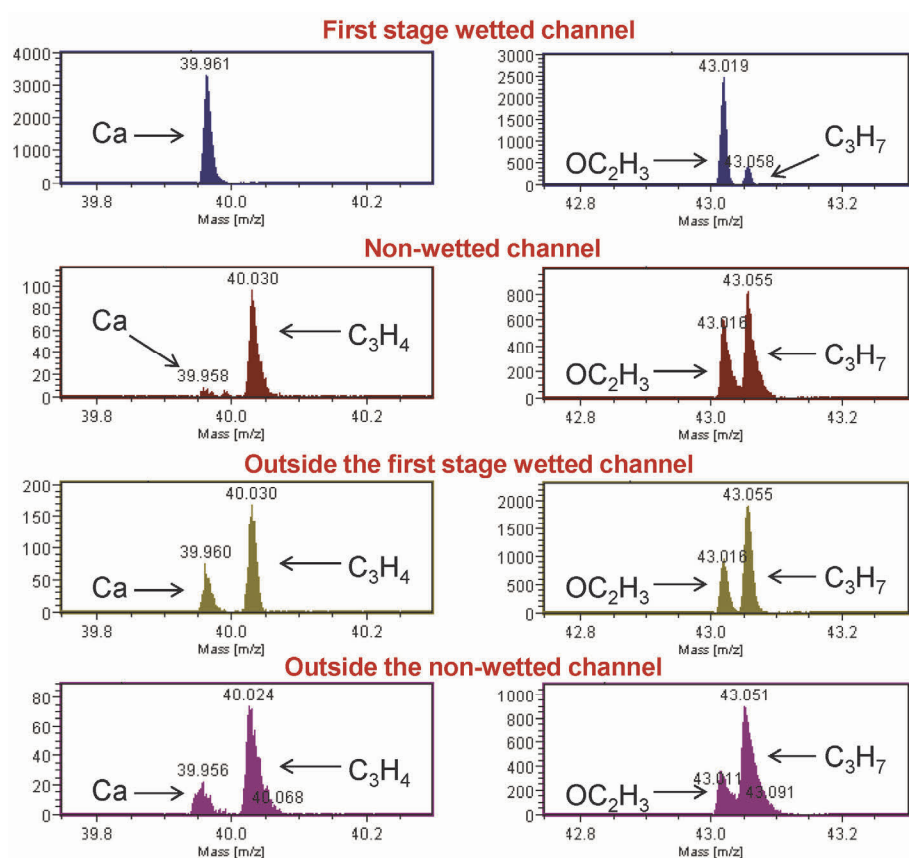 First stage wetted channel
4000
3000
2000
1000
0
39.961
Ca
39.8 40.0 40.2
Mass [m/z]
3000
2500
2000
1500
1000
500
0
43.019
OC₂H₃
43.058
C₃H₇
42.8 43.0 43.2
Mass [m/z]
Non-wetted channel
100
80
60
40
20
0
40.030
Ca
39.958
C₃H₄
39.8 40.0 40.2
Mass [m/z]
800
600
400
200
0
43.055
43.016
OC₂H₃
C₃H₇
42.8 43.0 43.2
Mass [m/z]
Outside the first stage wetted channel
200
150
100
50
0
40.030
39.960
Ca
C₃H₄
39.8 40.0 40.2
Mass [m/z]
2000
1500
1000
500
0
43.055
43.016
OC₂H₃
C₃H₇
42.8 43.0 43.2
Mass [m/z]
Outside the non-wetted channel
80
60
40
20
0
40.024
39.956
Ca
C₃H₄
40.068
39.8 40.0 40.2
Mass [m/z]
1000
800
600
400
200
0
43.051
43.011
OC₂H₃
C₃H₇
43.091
42.8 43.0 43.2
Mass [m/z]